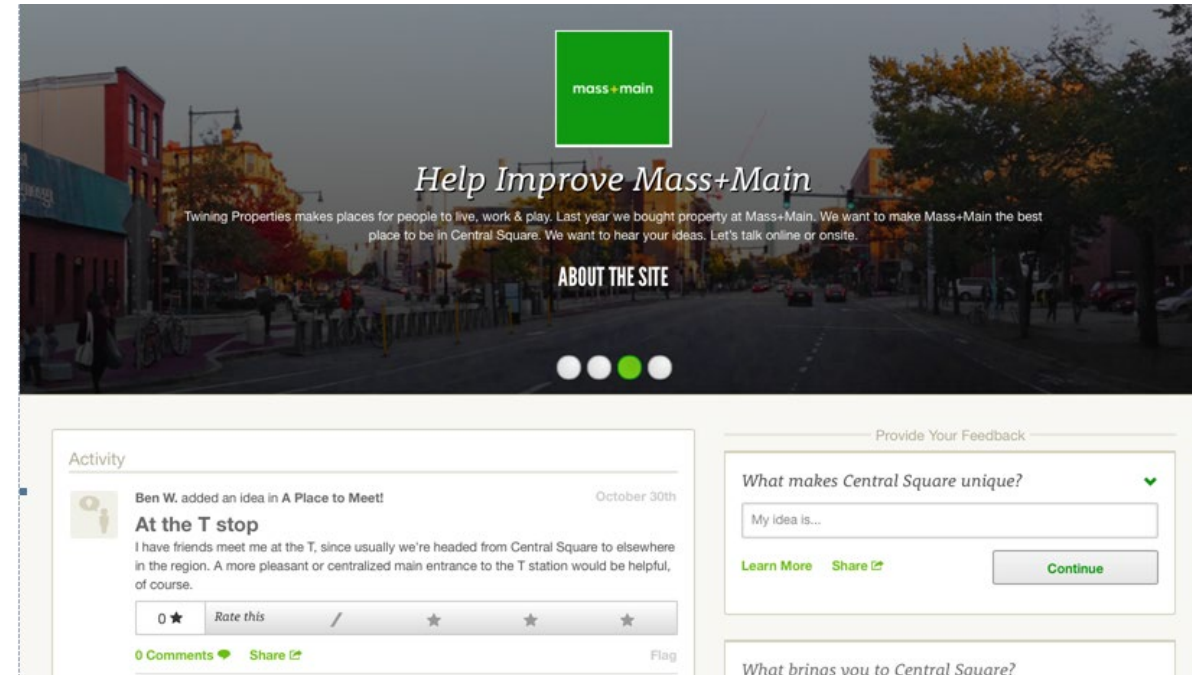 mass+main
Help Improve Mass+Main
Twining Properties makes places for people to live, work & play. Last year we bought property at Mass+Main. We want to make Mass+Main the best
place to be in Central Square. We want to hear your ideas. Let's talk online or onsite.
ABOUT THE SITE
Activity
Ben W. added an idea in A Place to Meet!
October 30th
At the T stop
I have friends meet me at the T, since usually we're headed from Central Square to elsewhere
in the region. A more pleasant or centralized main entrance to the T station would be helpful,
of course.
0 ★ Rate this
0 Comments Share Flag
Provide Your Feedback
What makes Central Square unique?
My idea is...
Learn More Share Continue
What brings you to Central Square?